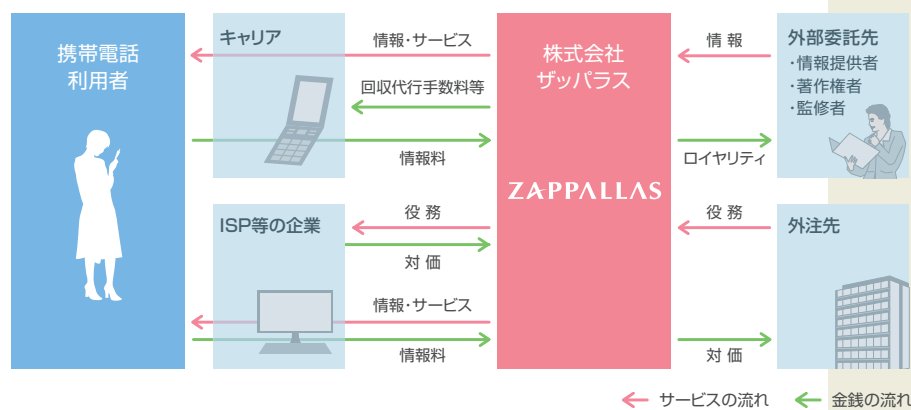 携帯電話
利用者
キャリア
情報・サービス
回収代行手数料等
情報料
株式会社
ザッパラス
ZAPPALLAS
情 報
ロイヤリティ
外部委託先
・情報提供者
・著作権者
・監修者
ISP等の企業
役 務
対 価
情報・サービス
情報料
役 務
対 価
外注先
サービスの流れ
金銭の流れ